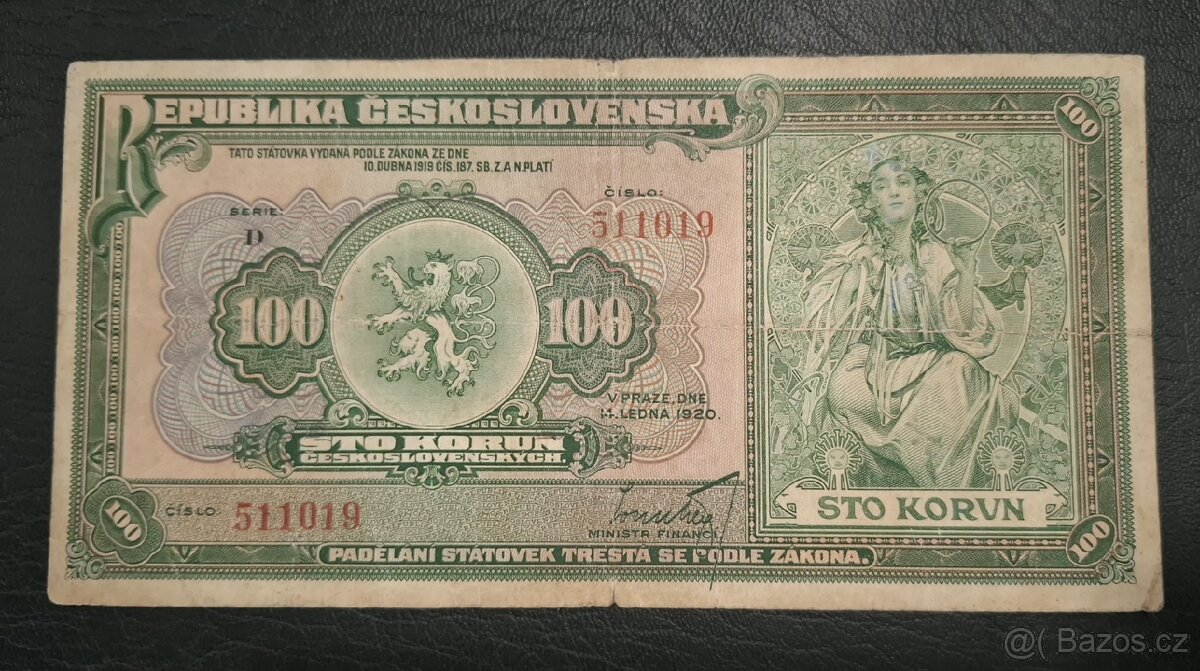 REPUBLIKA ČESKOSLOVENSKÁ
100
TATO STÁTOVKA VYDANÁ PODLE ZÁKONA ZE DNE
10. DUBNA 1919 ČÍS. 187. SB. Z. A N. PLATÍ
SERIE:
D
ČÍSLO:
511019
100
100
V PRAZE, DNE
14. LEDNA 1920.
STO KORUN
ČESKOSLOVENSKÝCH
STO KORVN
ČÍSLO
511019
MINISTR FINANCÍ
100
100
PADĚLÁNÍ STÁTOVEK TRESTÁ SE PODLE ZÁKONA.
@( Bazos.cz